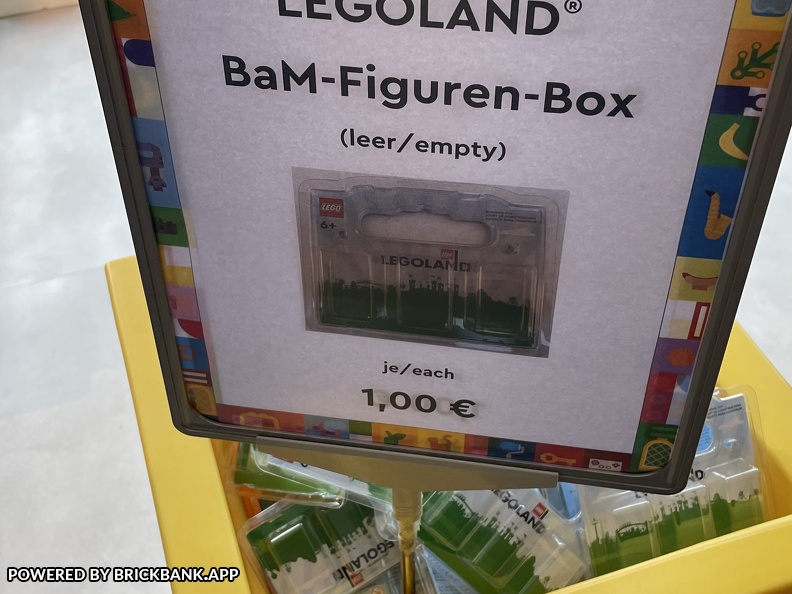 LEGOLAND®
BaM-Figuren-Box
(leer/empty)
LEGO
6+
LEGOLAND
je/each
1,00 €
LEGOLAND
LEGOLAND
POWERED BY BRICKBANK.APP